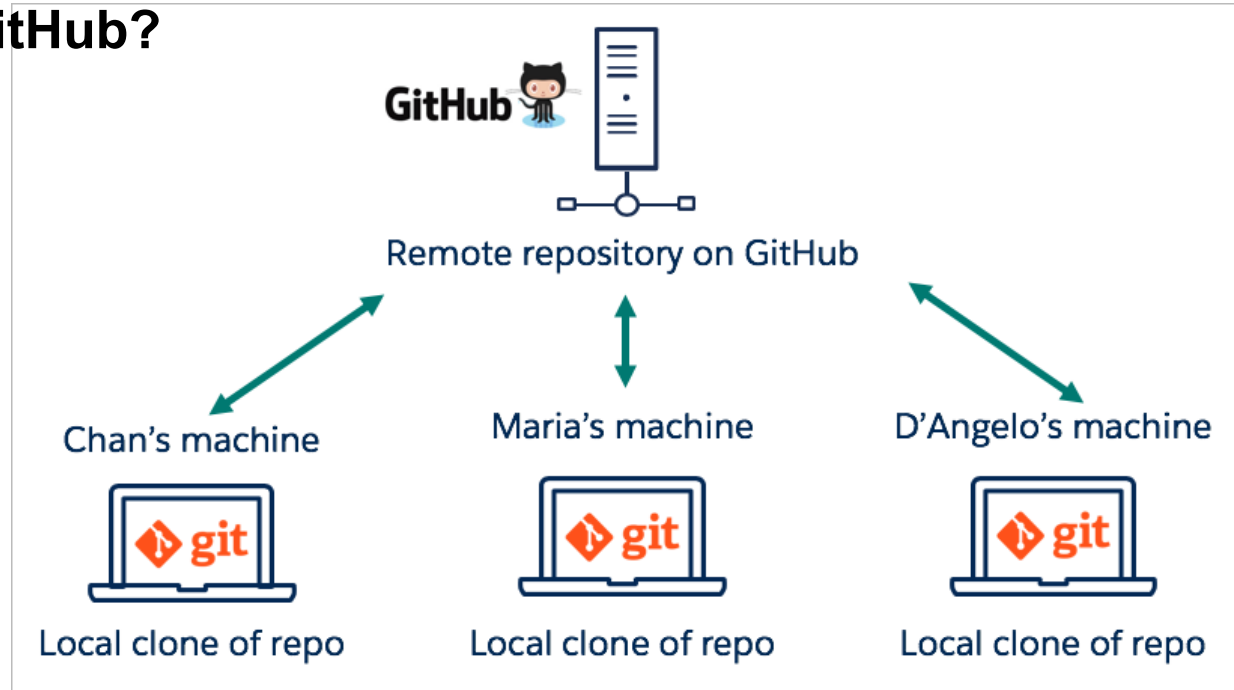 itHub?
GitHub
Remote repository on GitHub
Chan's machine
Maria's machine
D'Angelo's machine
git
git
git
Local clone of repo
Local clone of repo
Local clone of repo